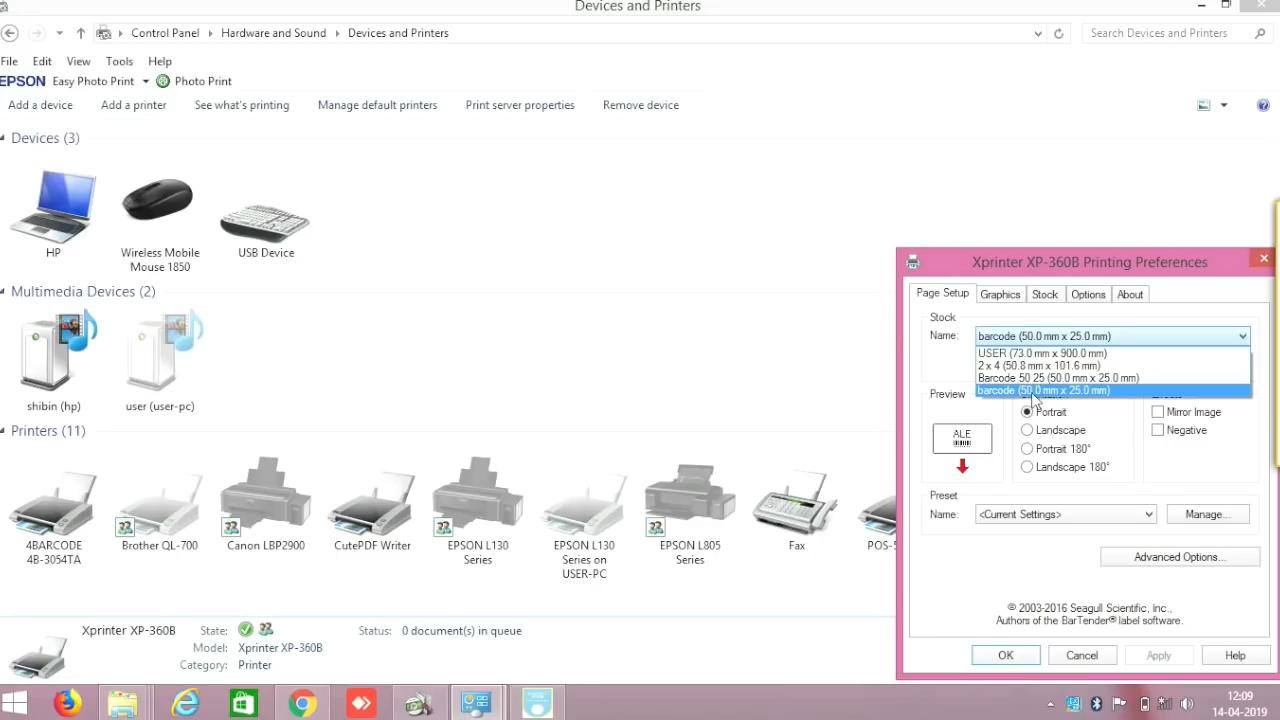 Devices and Printers
Control Panel Hardware and Sound Devices and Printers
Search Devices and Printers
File Edit View Tools Help
EPSON Easy Photo Print Photo Print
Add a device Add a printer See what's printing Manage default printers Print server properties Remove device
Devices (3)
HP
Wireless Mobile
Mouse 1850
USB Device
Multimedia Devices (2)
shibin (hp)
user (user-pc)
Printers (11)
4BARCODE
4B-3054TA
Brother QL-700
Canon LBP2900
CutePDF Writer
EPSON L130
Series
EPSON L130
Series on
USER-PC
EPSON L805
Series
Fax
Xprinter XP-360B State: Status: 0 document(s) in queue
Model: Xprinter XP-360B
Category: Printer
Xprinter XP-360B Printing Preferences
Page Setup Graphics Stock Options About
Stock
Name: barcode (50.0 mm x 25.0 mm)
USER (73.0 mm x 900.0 mm)
2 x 4 (50.8 mm x 101.6 mm)
Barcode 50 25 (50.0 mm x 25.0 mm)
barcode (50.0 mm x 25.0 mm)
Preview
ALE
Portrait
Landscape
Portrait 180°
Landscape 180°
Mirror Image
Negative
Preset
Name: <Current Settings> Manage...
Advanced Options...
© 2003-2016 Seagull Scientific, Inc.,
Authors of the BarTender® label software.
OK Cancel Apply Help
12:09
14-04-2019